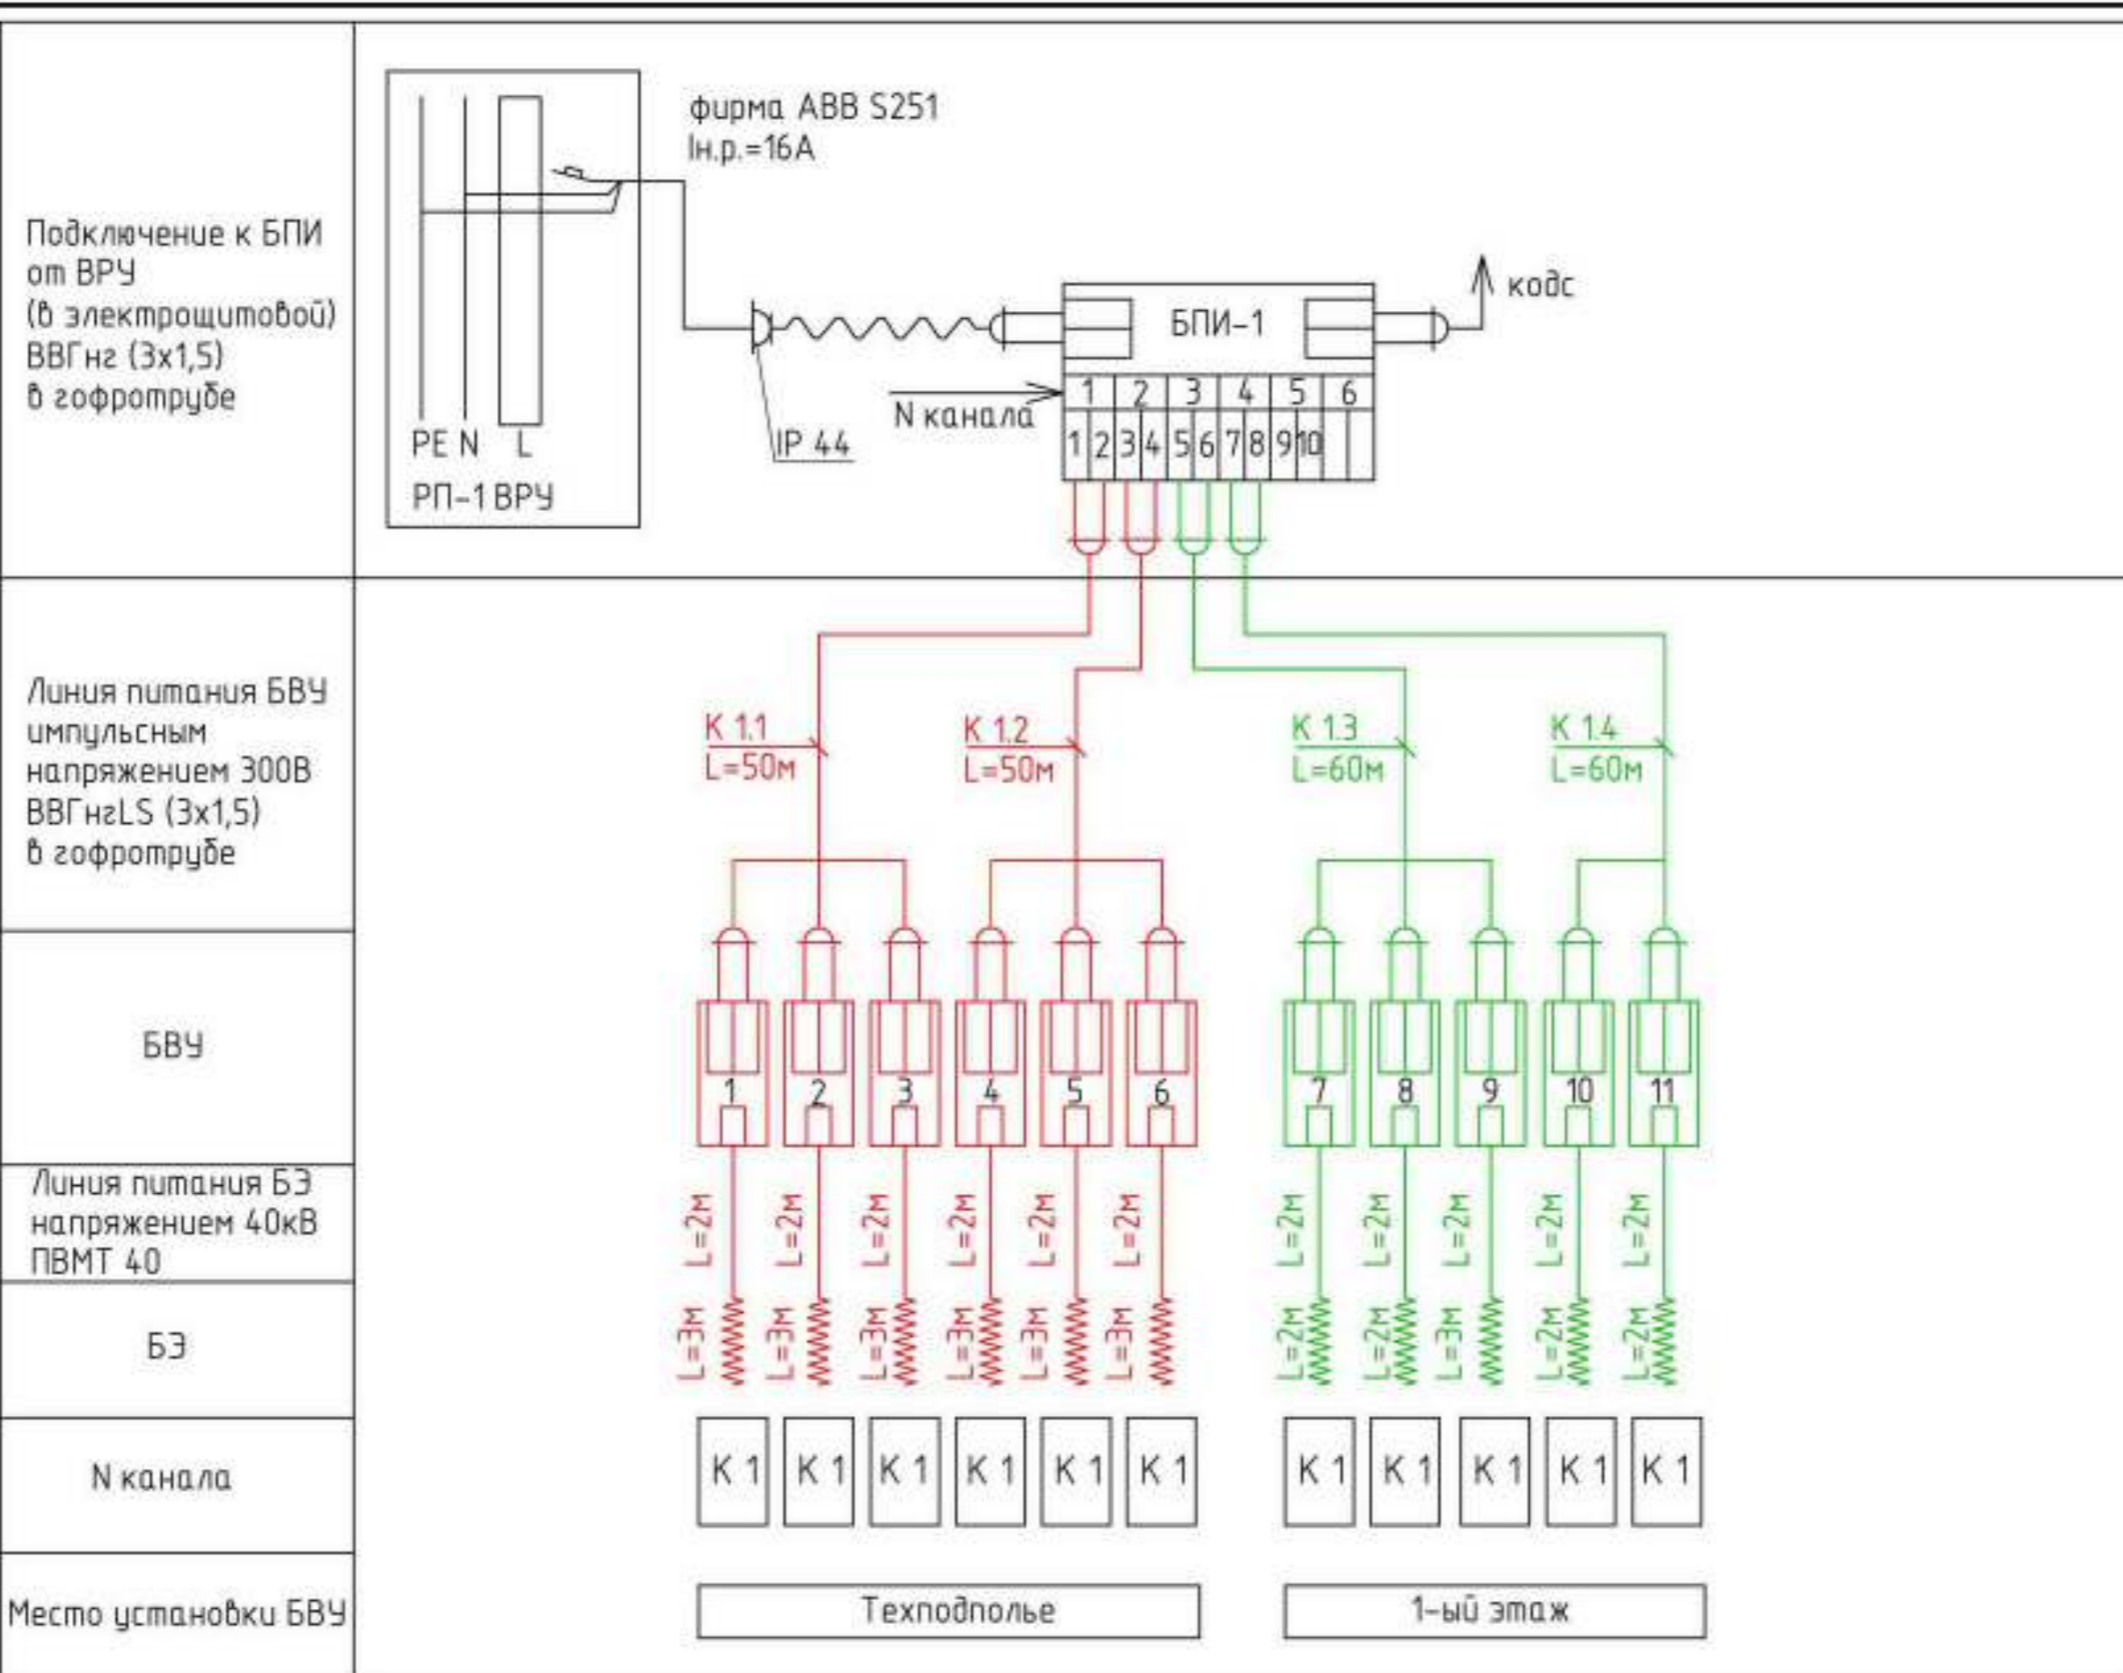 фирма ABB S251
Iн.р.=16А
Подключение к БПИ
от ВРУ
(в электрощитовой)
ВВГнг (3x1,5)
в гофротрубе
PE N L
РП-1 ВРУ
IP 44
N канала
БПИ-1
кодс
1 2 3 4 5 6
1 2 3 4 5 6 7 8 9 10
Линия питания БВУ
импульсным
напряжением 300В
ВВГнгLS (3x1,5)
в гофротрубе
К 1.1
L=50м
К 1.2
L=50м
К 1.3
L=60м
К 1.4
L=60м
БВУ
1 2 3 4 5 6 7 8 9 10 11
Линия питания БЭ
напряжением 40кВ
ПВМТ 40
L=2м L=2м L=2м L=2м L=2м L=2м L=2м L=2м L=2м L=2м L=2м
БЭ
L=3м L=3м L=3м L=3м L=3м L=3м L=2м L=2м L=3м L=2м L=2м
N канала
К 1 К 1 К 1 К 1 К 1 К 1 К 1 К 1 К 1 К 1 К 1
Место установки БВУ
Техподполье
1-ый этаж